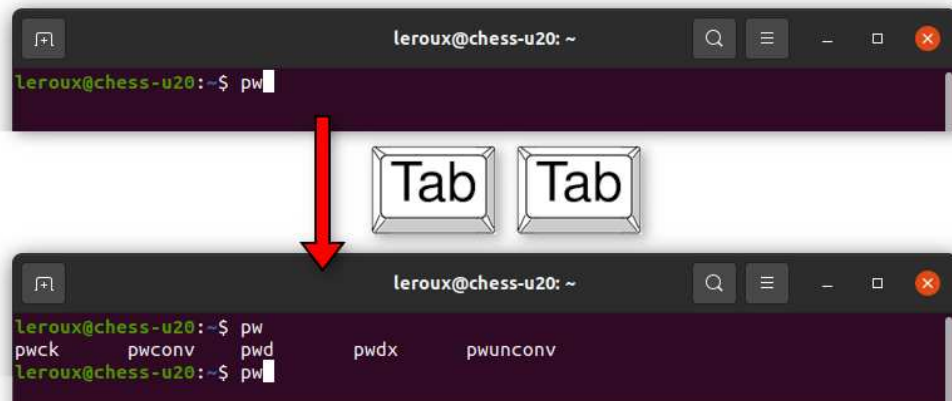 leroux@chess-u20: ~
leroux@chess-u20:~$ pw
Tab Tab
leroux@chess-u20: ~
leroux@chess-u20:~$ pw
pwck pwconv pwd pwdx pwunconv
leroux@chess-u20:~$ pw